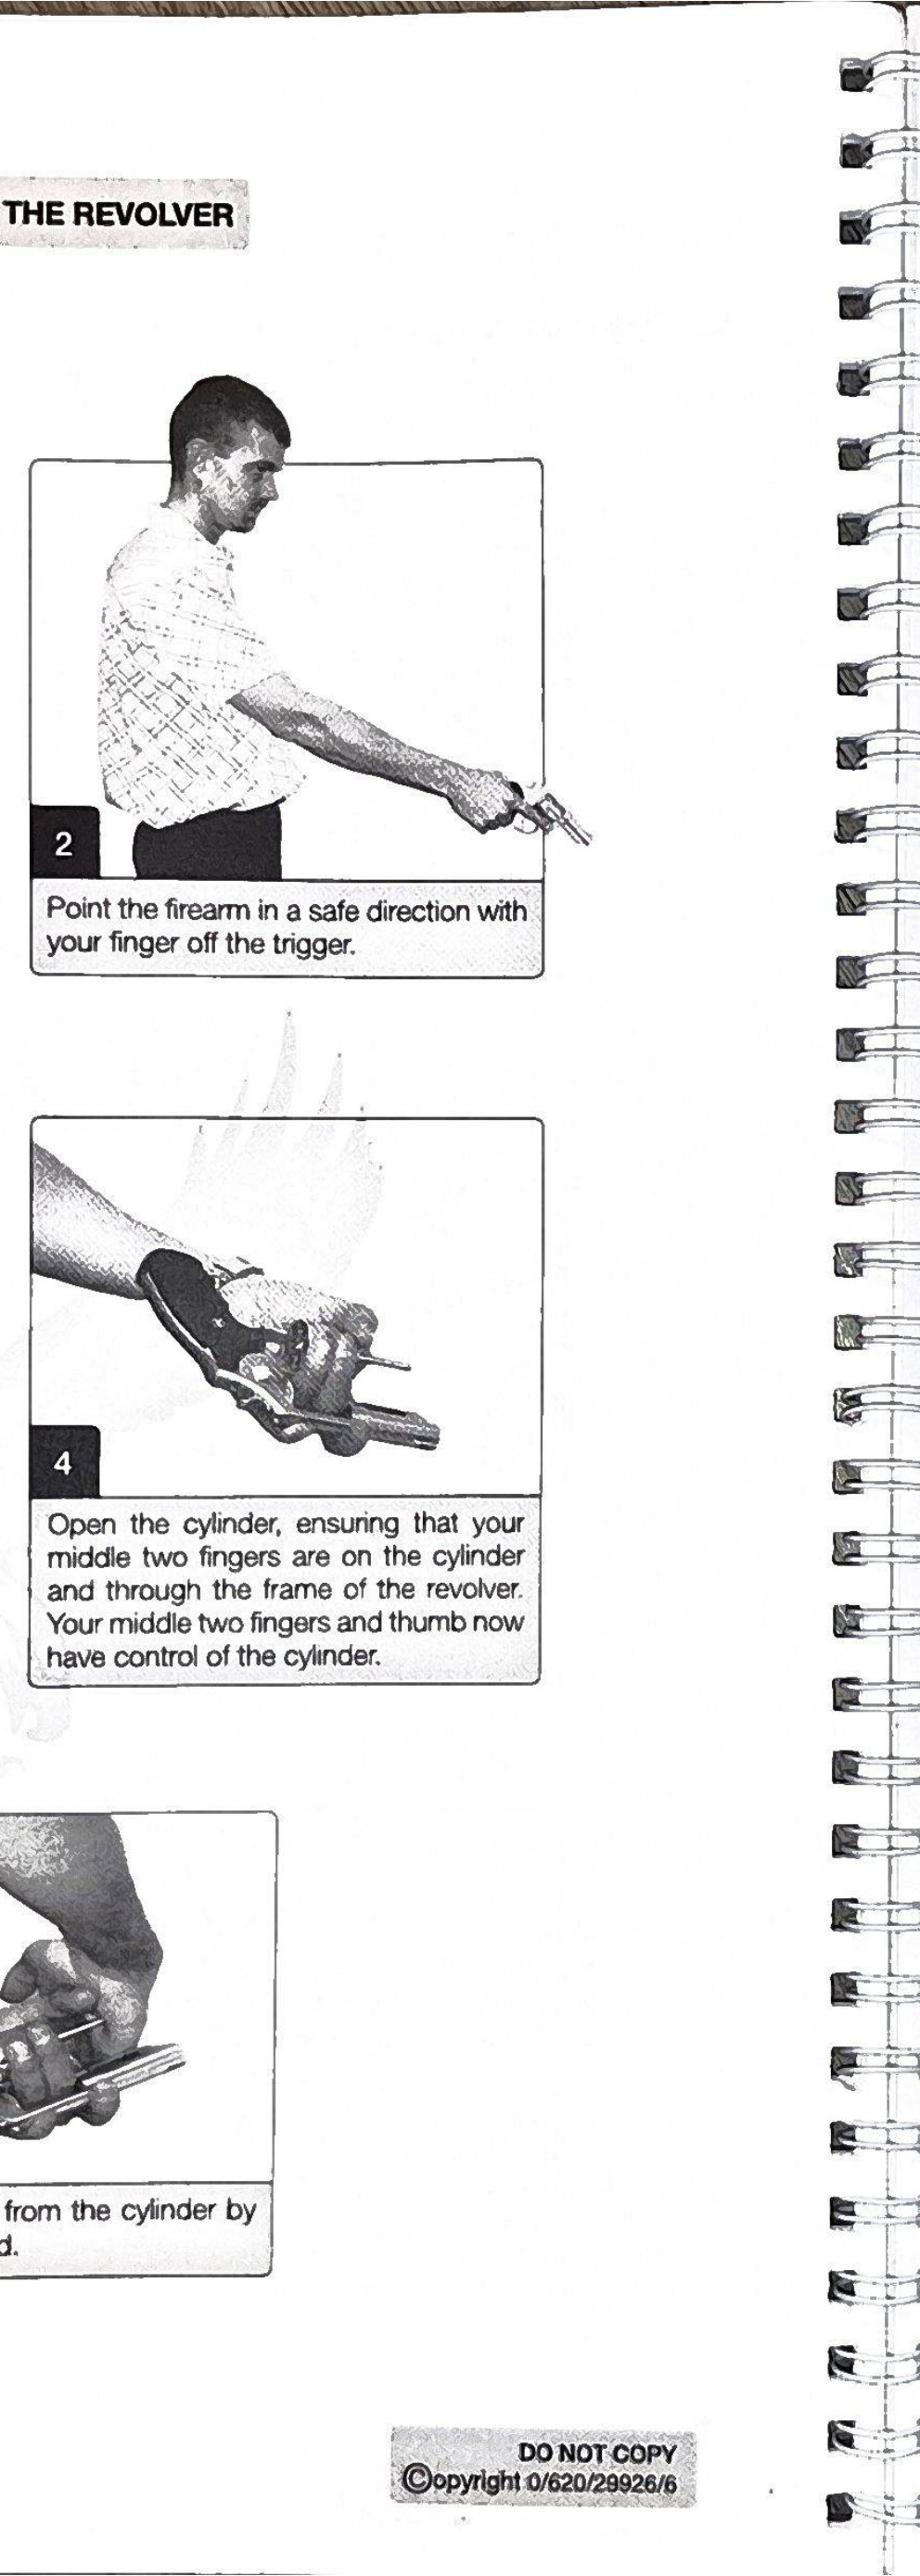 THE REVOLVER
2
Point the firearm in a safe direction with
your finger off the trigger.
4
Open the cylinder, ensuring that your
middle two fingers are on the cylinder
and through the frame of the revolver.
Your middle two fingers and thumb now
have control of the cylinder.
from the cylinder by
d.
DO NOT COPY
©opyright 0/620/29926/6